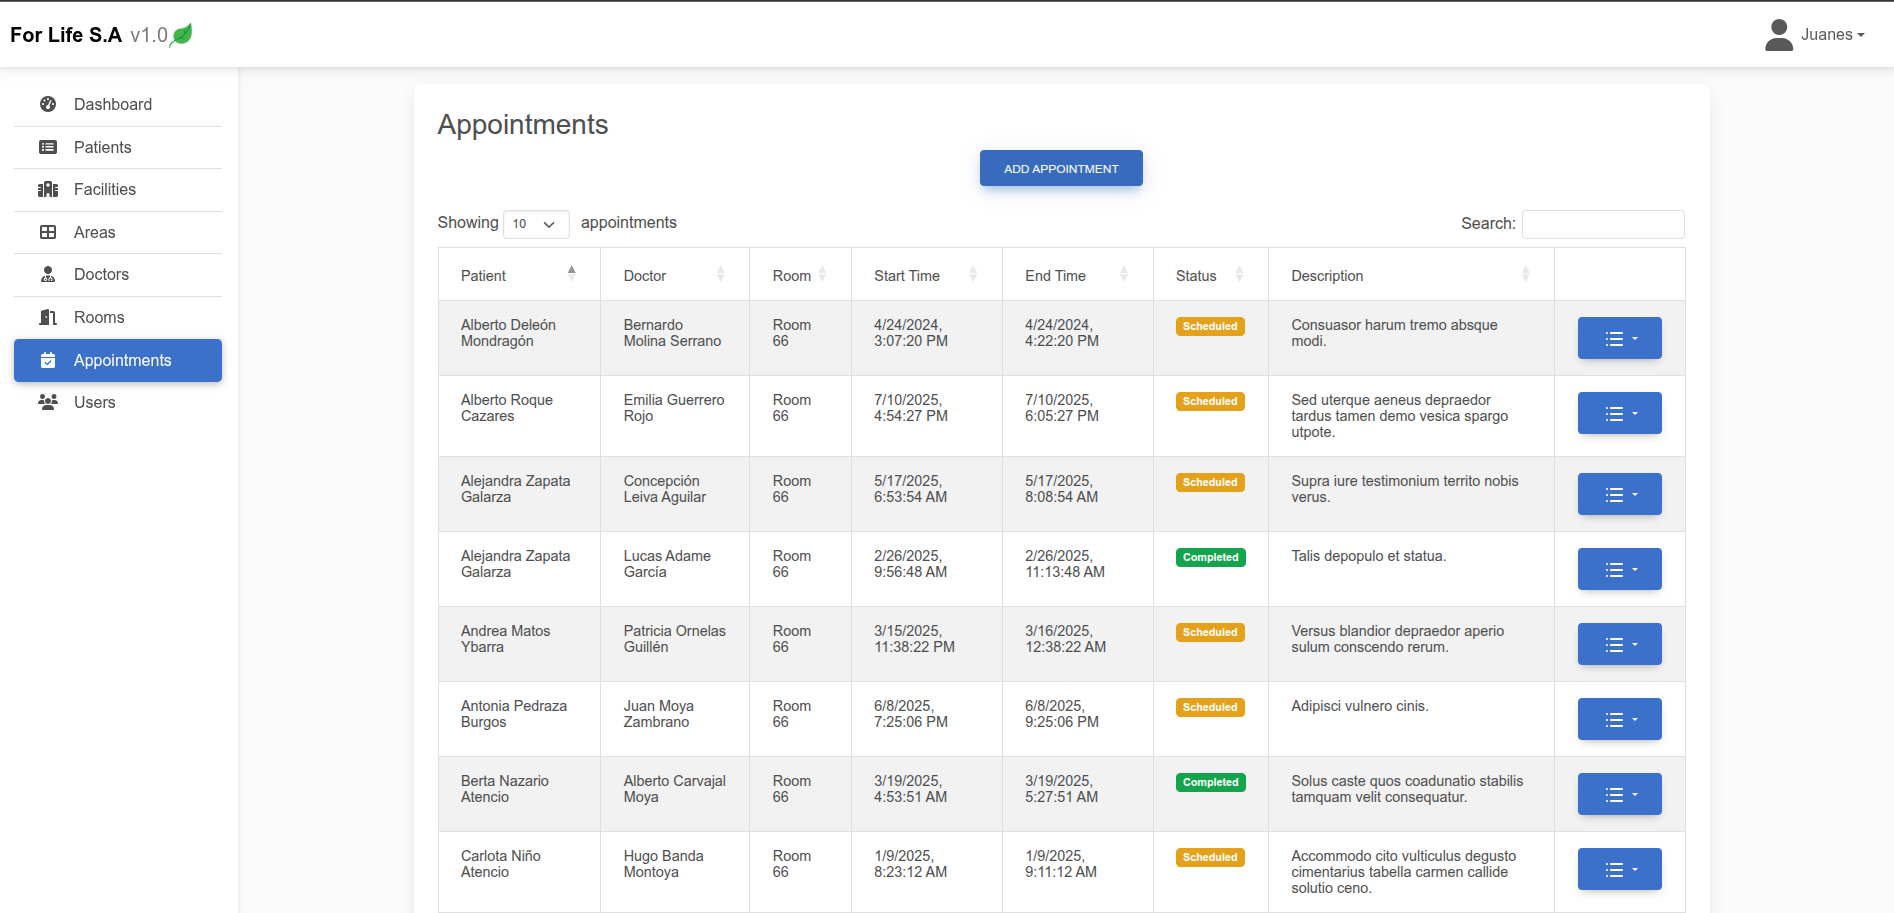 For Life S.A v1.0
Juanes
Dashboard
Patients
Facilities
Areas
Doctors
Rooms
Appointments
Users
Appointments
ADD APPOINTMENT
Showing 10 appointments
Search:
Patient Doctor Room Start Time End Time Status Description
Alberto Deleón Bernardo Room 4/24/2024, 4/24/2024, Scheduled Consuasor harum tremo absque
Mondragón Molina Serrano 66 3:07:20 PM 4:22:20 PM modi.
Alberto Roque Emilia Guerrero Room 7/10/2025, 7/10/2025, Scheduled Sed uterque aeneus depraedor
Cazares Rojo 66 4:54:27 PM 6:05:27 PM tardus tamen demo vesica spargo
utpote.
Alejandra Zapata Concepción Room 5/17/2025, 5/17/2025, Scheduled Supra iure testimonium territo nobis
Galarza Leiva Aguilar 66 6:53:54 AM 8:08:54 AM verus.
Alejandra Zapata Lucas Adame Room 2/26/2025, 2/26/2025, Completed Talis depopulo et statua.
Galarza García 66 9:56:48 AM 11:13:48 AM
Andrea Matos Patricia Ornelas Room 3/15/2025, 3/16/2025, Scheduled Versus blandior depraedor aperio
Ybarra Guillén 66 11:38:22 PM 12:38:22 AM sulum conscendo rerum.
Antonia Pedraza Juan Moya Room 6/8/2025, 6/8/2025, Scheduled Adipisci vulnero cinis.
Burgos Zambrano 66 7:25:06 PM 9:25:06 PM
Berta Nazario Alberto Carvajal Room 3/19/2025, 3/19/2025, Completed Solus caste quos coadunatio stabilis
Atencio Moya 66 4:53:51 AM 5:27:51 AM tamquam velit consequatur.
Carlota Niño Hugo Banda Room 1/9/2025, 1/9/2025, Scheduled Accommodo cito vulticulus degusto
Atencio Montoya 66 8:23:12 AM 9:11:12 AM cimentarius tabella carmen callide
solutio ceno.